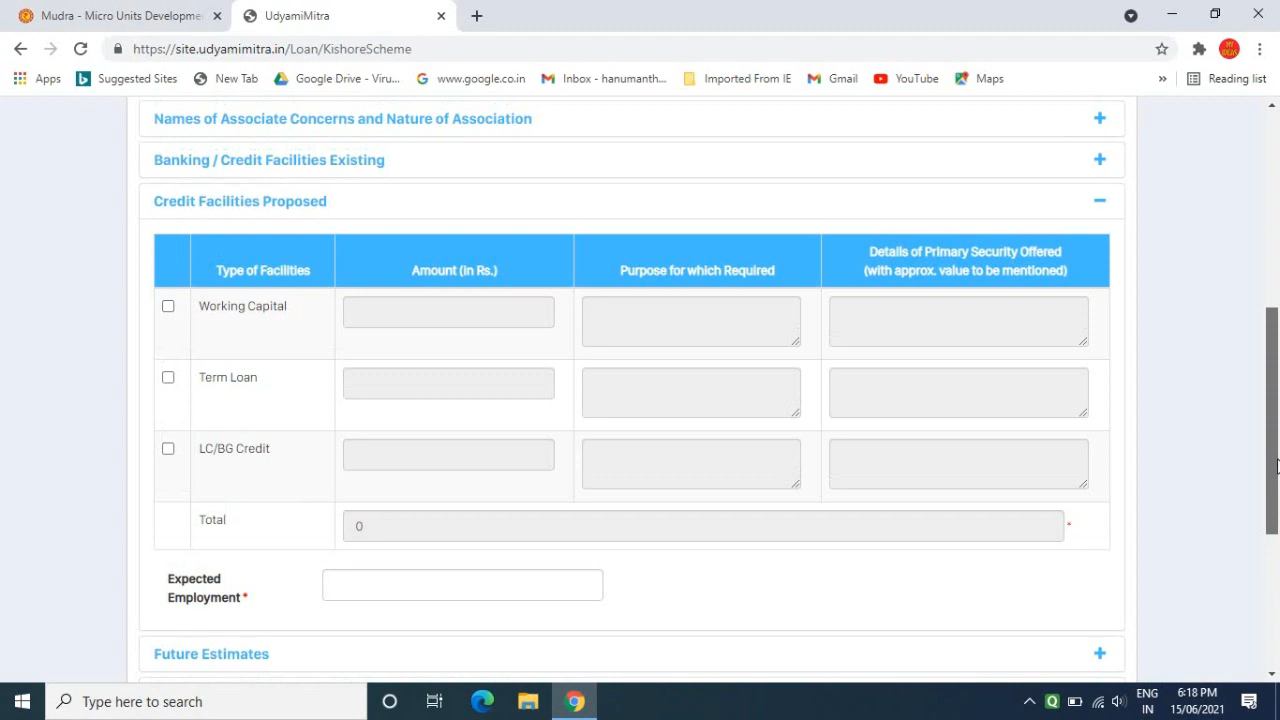 Mudra - Micro Units Developme
UdyamiMitra
https://site.udyamimitra.in/Loan/KishoreScheme
Apps
Suggested Sites
New Tab
Google Drive - Viru...
www.google.co.in
Inbox - hanumanth...
Imported From IE
Gmail
YouTube
Maps
»
Reading list
Names of Associate Concerns and Nature of Association
Banking / Credit Facilities Existing
Credit Facilities Proposed
Type of Facilities
Amount (In Rs.)
Purpose for which Required
Details of Primary Security Offered
(with approx. value to be mentioned)
Working Capital
Term Loan
LC/BG Credit
Total
0
*
Expected
Employment *
Future Estimates
Type here to search
ENG
IN
6:18 PM
15/06/2021